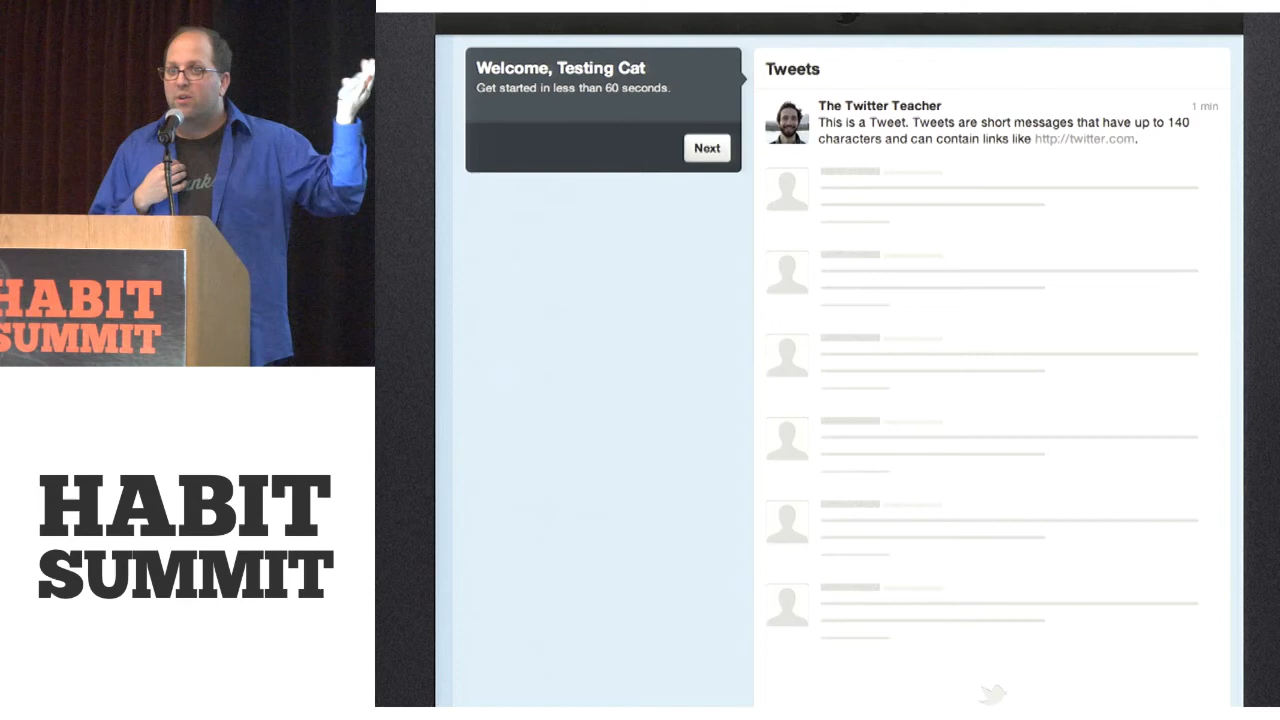 HABIT
SUMMIT
HABIT
SUMMIT
Welcome, Testing Cat
Get started in less than 60 seconds.
Next
Tweets
The Twitter Teacher
1 min
This is a Tweet. Tweets are short messages that have up to 140
characters and can contain links like http://twitter.com.